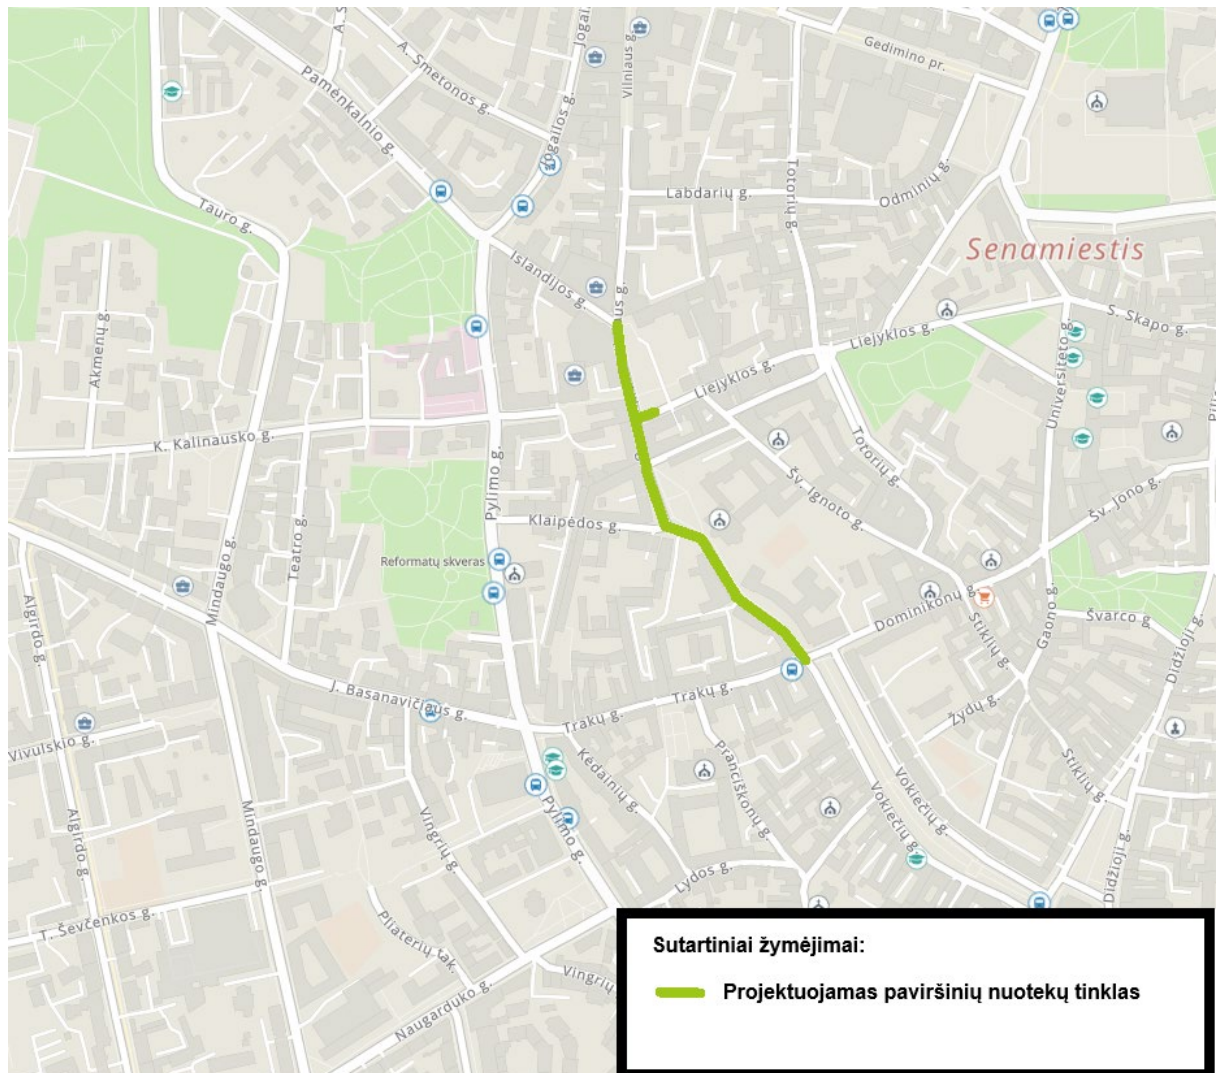 Jogailos g.
A. S
Vilniaus g.
A. Smetonos g.
Gedimino pr.
Pamėnkalnio g.
Jogailos g.
Totorių g.
Labdarių g.
Odminių g.
Tauro g.
Senamiestis
Islandijos g.
us g.
S. Skapo g.
Akmenų g.
Liejyklos g.
Liejyklos g.
Universiteto g.
Pili
K. Kalinausko g.
Totorių g.
Pylimo g.
Šv. Ignoto g.
Šv. Jono g.
Klaipėdos g.
Teatro g.
Mindaugo g.
Reformatų skveras
Dominikonų g.
Algirdo g.
Stiklių g.
Gaono g.
Švarco g
Didžioji g.
J. Basanavičiaus g.
Trakų g.
Trakų g.
Žydų g.
Vivulskio g.
Kėdainių g.
Pranciškonų g.
Stiklių g.
Vokiečių g.
Vokiečių g.
Algirdo g.
Mindaugo g.
Vingrių g.
Pylimo g.
Didžioji g.
Lydos g.
T. Ševčenkos g.
Pliaterių tak.
Vingrių
Naugarduko g.
Sutartiniai žymėjimai:
Projektuojamas paviršinių nuotekų tinklas